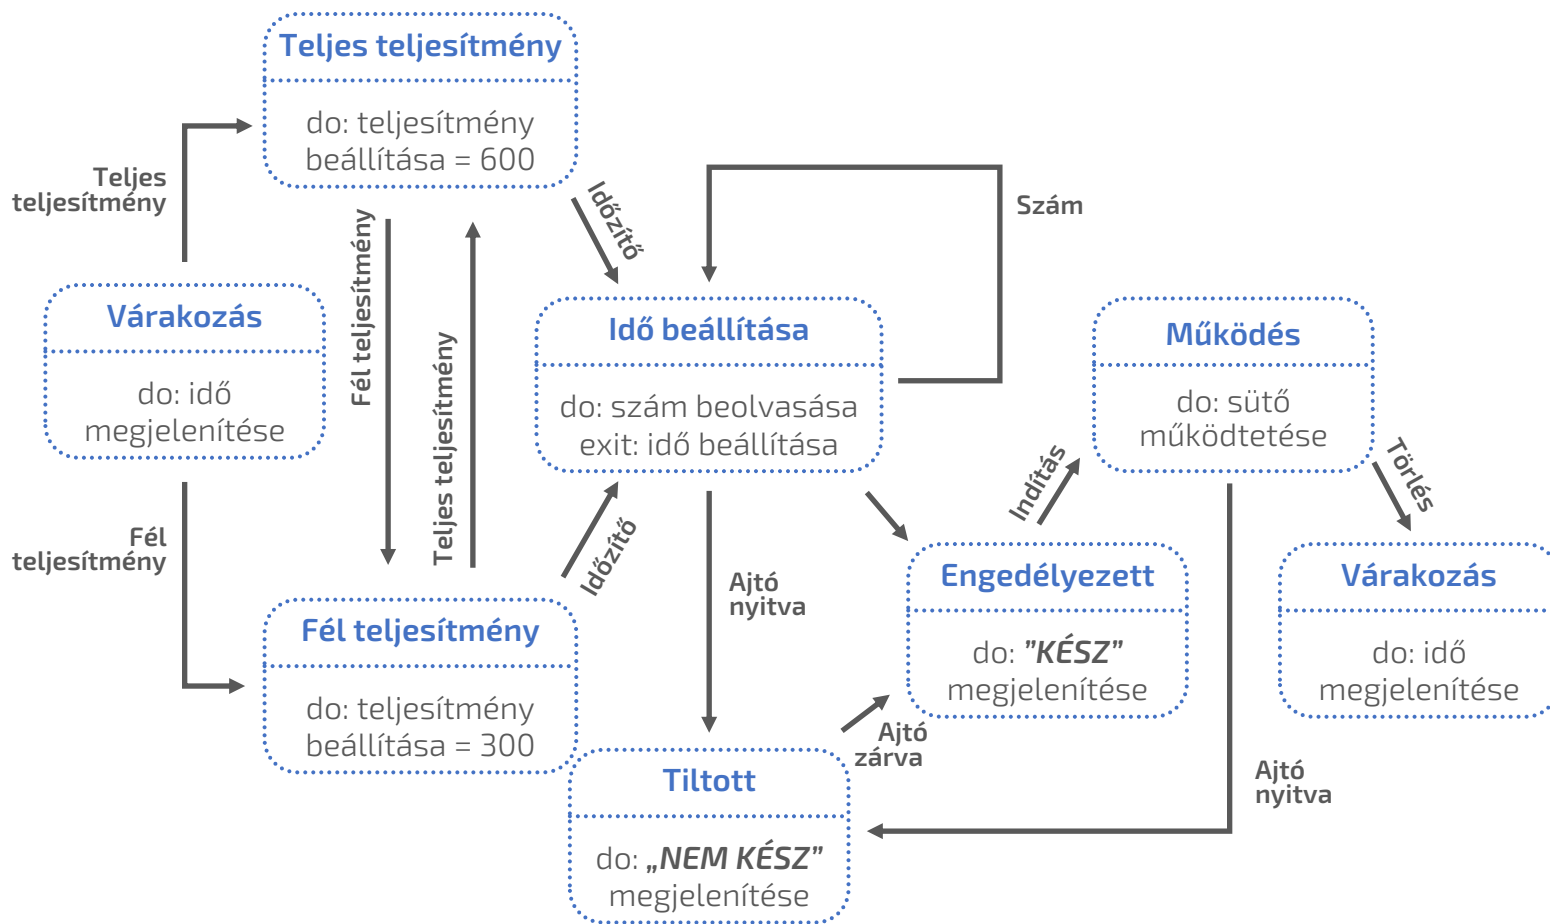 Teljes teljesítmény
do: teljesítmény
beállítása = 600
Teljes
teljesítmény
Időzítő
Szám
Fél teljesítmény
Teljes teljesítmény
Várakozás
do: idő
megjelenítése
Idő beállítása
do: szám beolvasása
exit: idő beállítása
Működés
do: sütő
működtetése
Indítás
Törlés
Fél
teljesítmény
Időzítő
Ajtó
nyitva
Engedélyezett
do: ”KÉSZ”
megjelenítése
Várakozás
do: idő
megjelenítése
Fél teljesítmény
do: teljesítmény
beállítása = 300
Ajtó
zárva
Tiltott
do: „NEM KÉSZ”
megjelenítése
Ajtó
nyitva